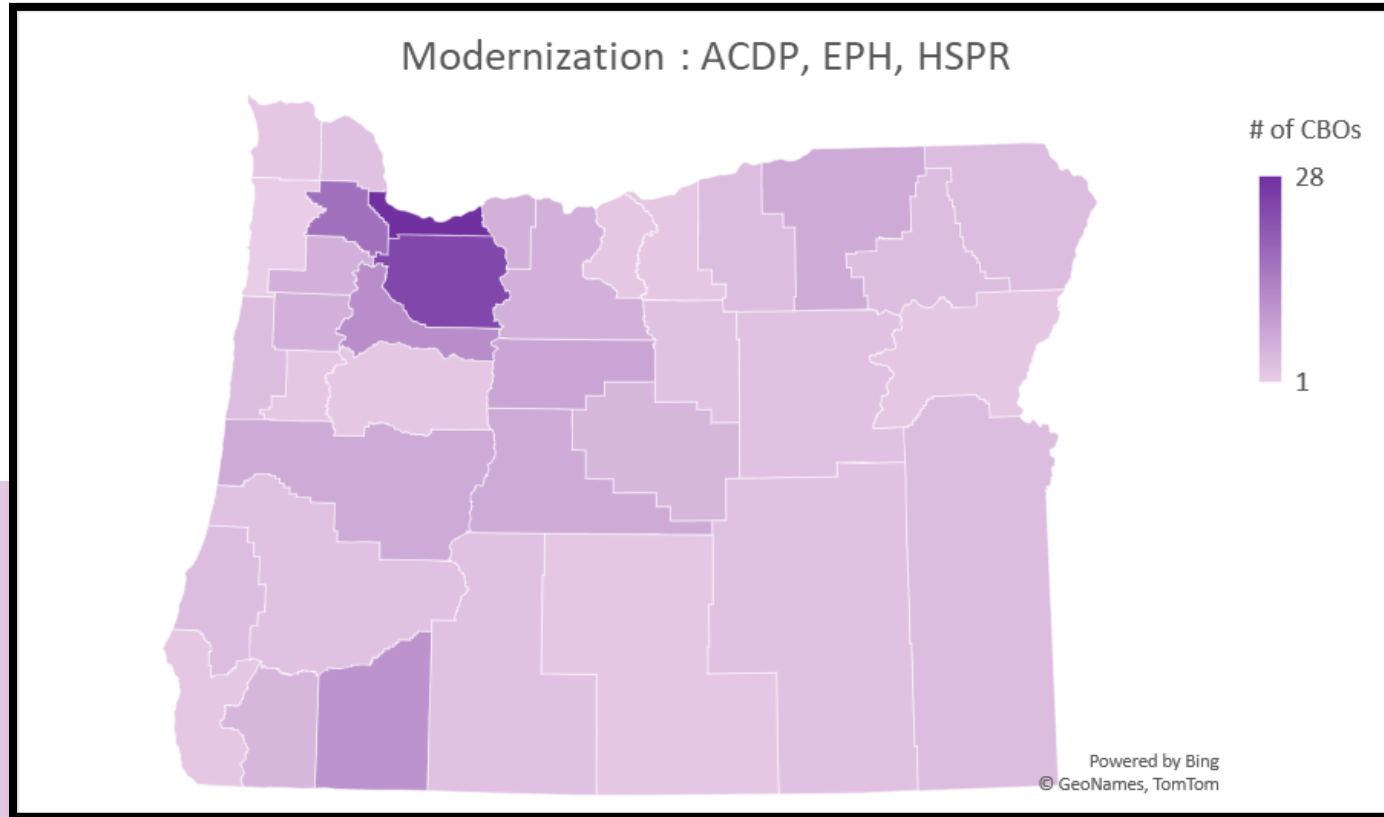 Modernization : ACDP, EPH, HSPR
# of CBOs
28
1
Powered by Bing
© GeoNames, TomTom